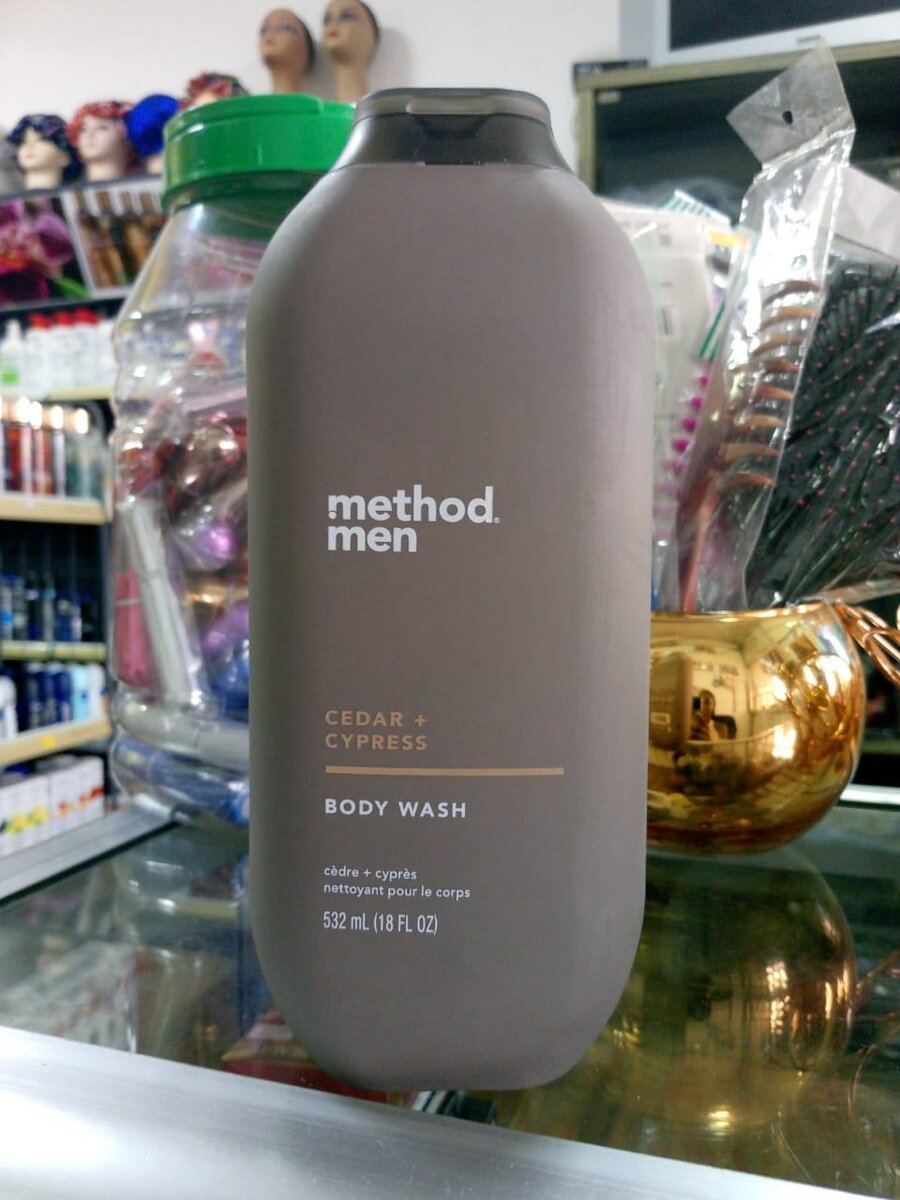 method®
men
CEDAR +
CYPRESS
BODY WASH
cèdre + cyprès
nettoyant pour le corps
532 mL (18 FL OZ)